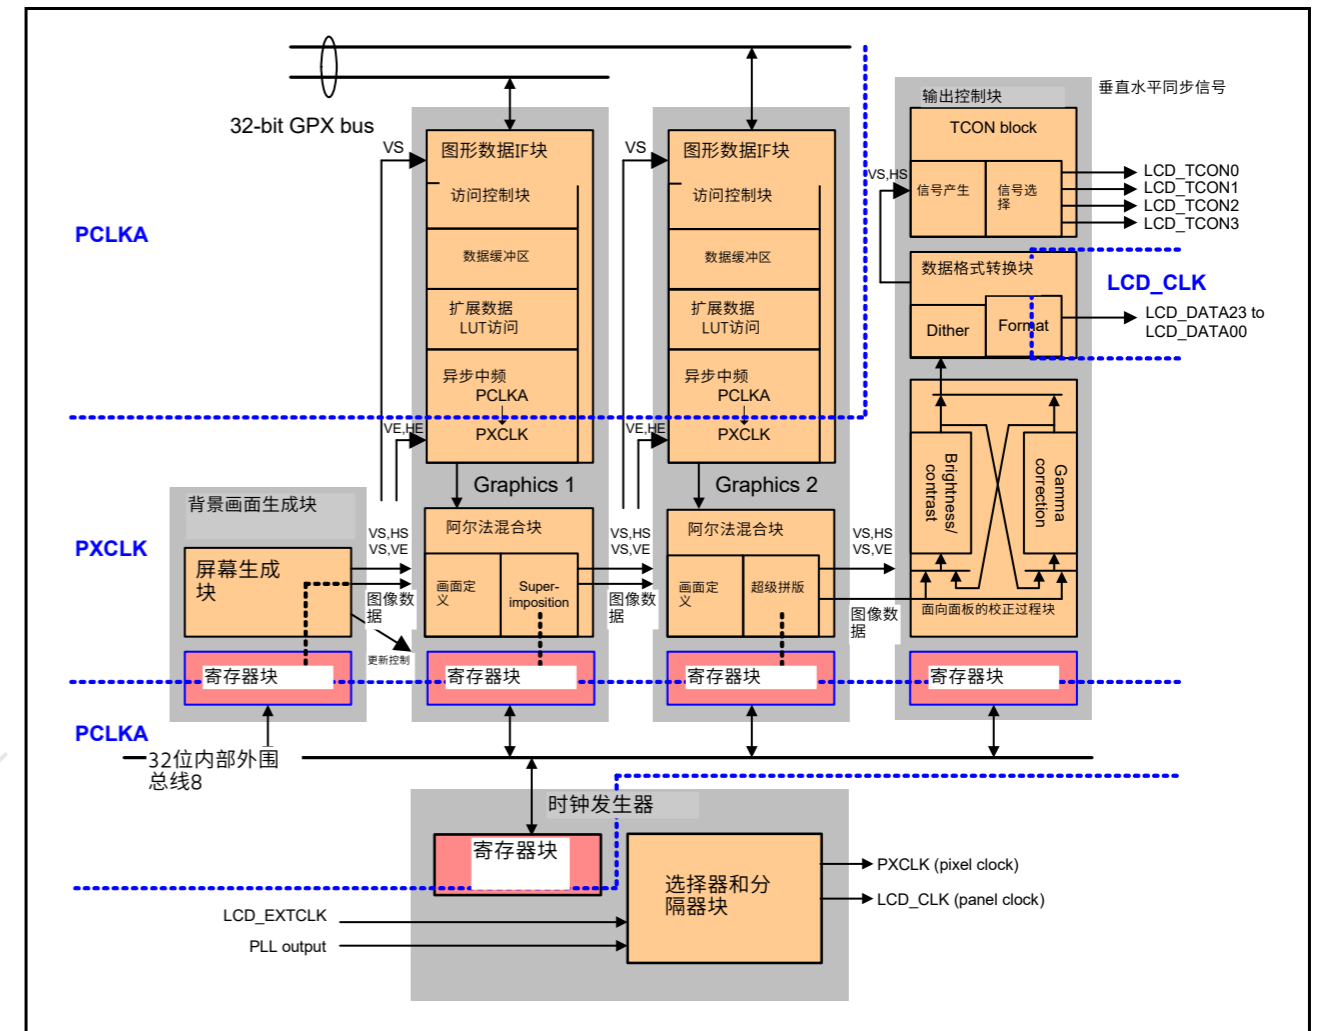 32-bit GPX bus
PCLKA
VS
图形数据IF块
访问控制块
数据缓冲区
扩展数据
LUT访问
异步中频
PCLKA
PXCLK
VE,HE
Graphics 1
VS
图形数据IF块
访问控制块
数据缓冲区
扩展数据
LUT访问
异步中频
PCLKA
PXCLK
VE,HE
Graphics 2
垂直水平同步信号
输出控制块
TCON block
VS,HS
信号产生
信号选
择
LCD_TCON0
LCD_TCON1
LCD_TCON2
LCD_TCON3
数据格式转换块
LCD_CLK
Dither
Format
LCD_DATA23 to
LCD_DATA00
Brightness/
contrast
Gamma
correction
面向面板的校正过程块
PXCLK
背景画面生成块
屏幕生成
块
VS,HS
VS,VE
图像数
据
更新控制
阿尔法混合块
画面定
义
Super-
imposition
VS,HS
VS,VE
图像数
据
阿尔法混合块
画面定
义
超级拼版
VS,HS
VS,VE
图像数
据
寄存器块
寄存器块
寄存器块
寄存器块
PCLKA
32位内部外围
总线8
时钟发生器
寄存器块
选择器和分
隔器块
LCD_EXTCLK
PLL output
PXCLK (pixel clock)
LCD_CLK (panel clock)